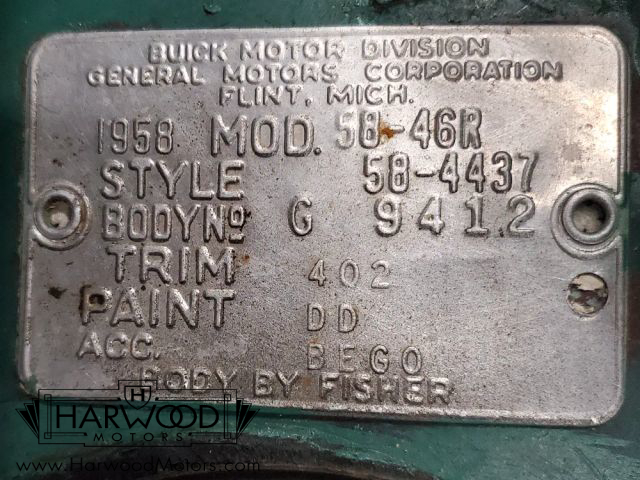 BUICK MOTOR DIVISION
GENERAL MOTORS CORPORATION
FLINT, MICH.
1958 MOD. 58-46R
STYLE 58-4437
BODY Nº G 9412
TRIM 402
PAINT DD
ACC. BEGO
BODY BY FISHER
H
HARWOOD
MOTORS
www.HarwoodMotors.com